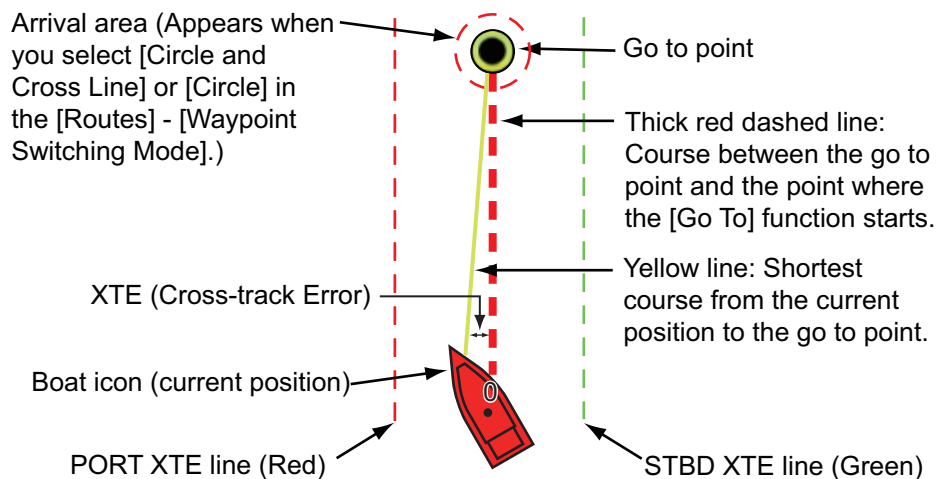 Arrival area (Appears when
you select [Circle and
Cross Line] or [Circle] in
the [Routes] - [Waypoint
Switching Mode].)
Go to point
Thick red dashed line:
Course between the go to
point and the point where
the [Go To] function starts.
Yellow line: Shortest
course from the current
position to the go to point.
XTE (Cross-track Error)
Boat icon (current position)
0
PORT XTE line (Red)
STBD XTE line (Green)